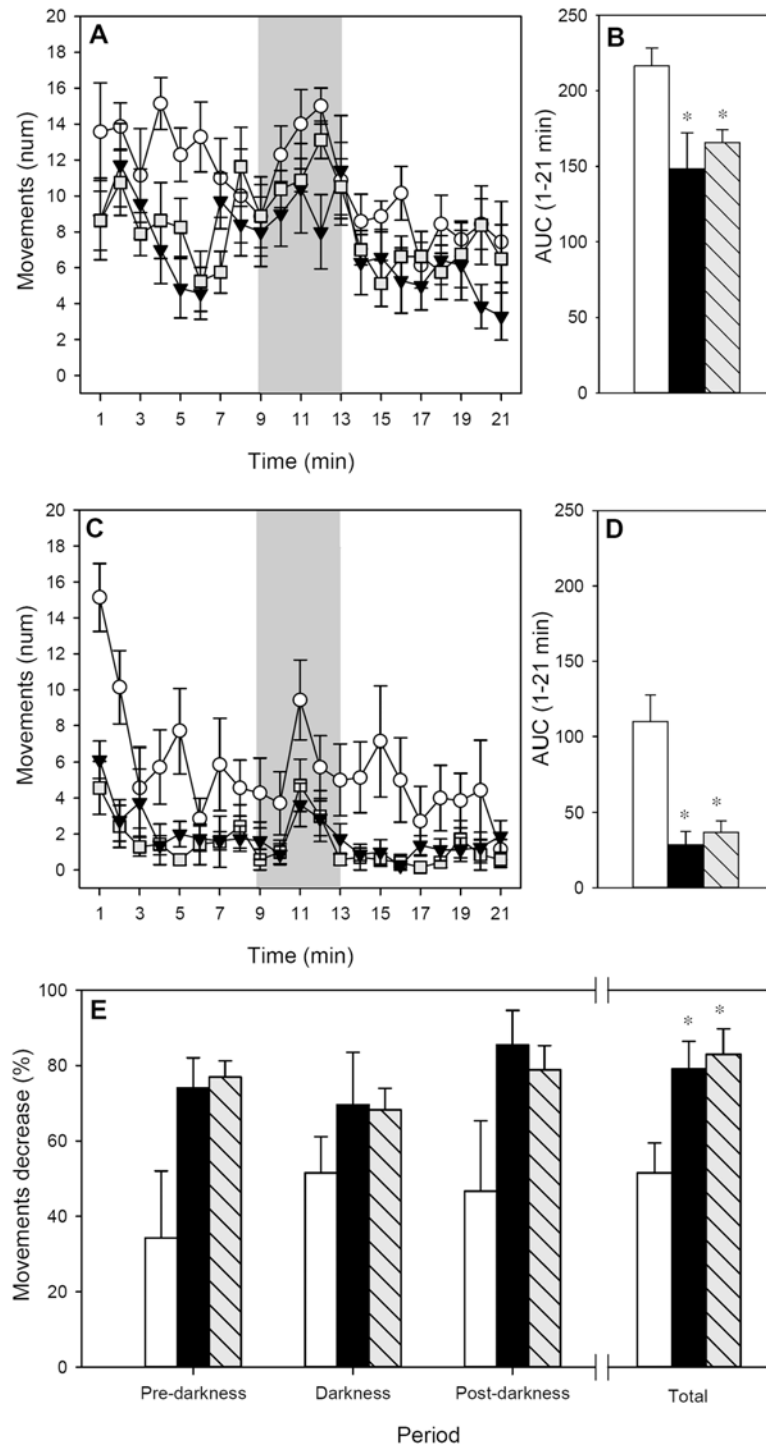 A
Movements (num)
20
18
16
14
12
10
8
6
4
2
0
1 3 5 7 9 11 13 15 17 19 21
Time (min)
B
AUC (1-21 min)
250
200
150
100
50
0
* *
C
Movements (num)
20
18
16
14
12
10
8
6
4
2
0
1 3 5 7 9 11 13 15 17 19 21
Time (min)
D
AUC (1-21 min)
250
200
150
100
50
0
* *
E
Movements decrease (%)
100
80
60
40
20
0
* *
Pre-darkness Darkness Post-darkness Total
Period